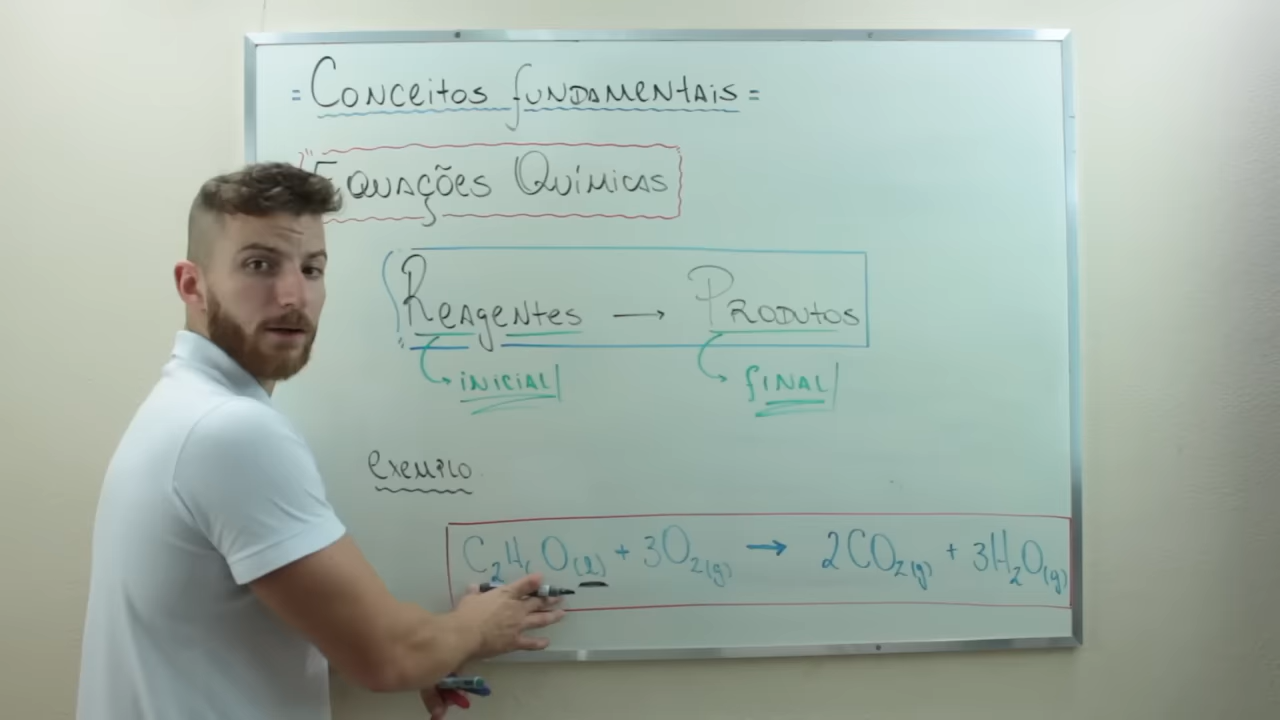 = Conceitos fundamentais =
Equações Químicas
Reagentes → Produtos
inicial final
exemplo
C₂H₆O(l) + 3O₂(g) → 2CO₂(g) + 3H₂O(g)